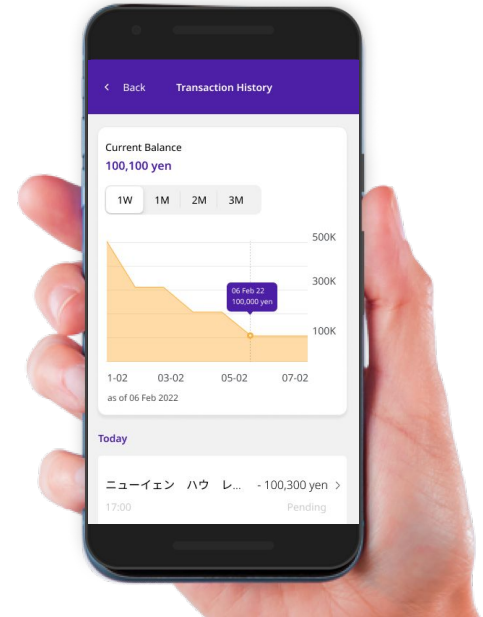 Back
Transaction History
Current Balance
100,100 yen
1W 1M 2M 3M
500K
300K
100K
06 Feb 22
100,000 yen
1-02 03-02 05-02 07-02
as of 06 Feb 2022
Today
ニューイェン ハウ レ... - 100,300 yen
17:00 Pending